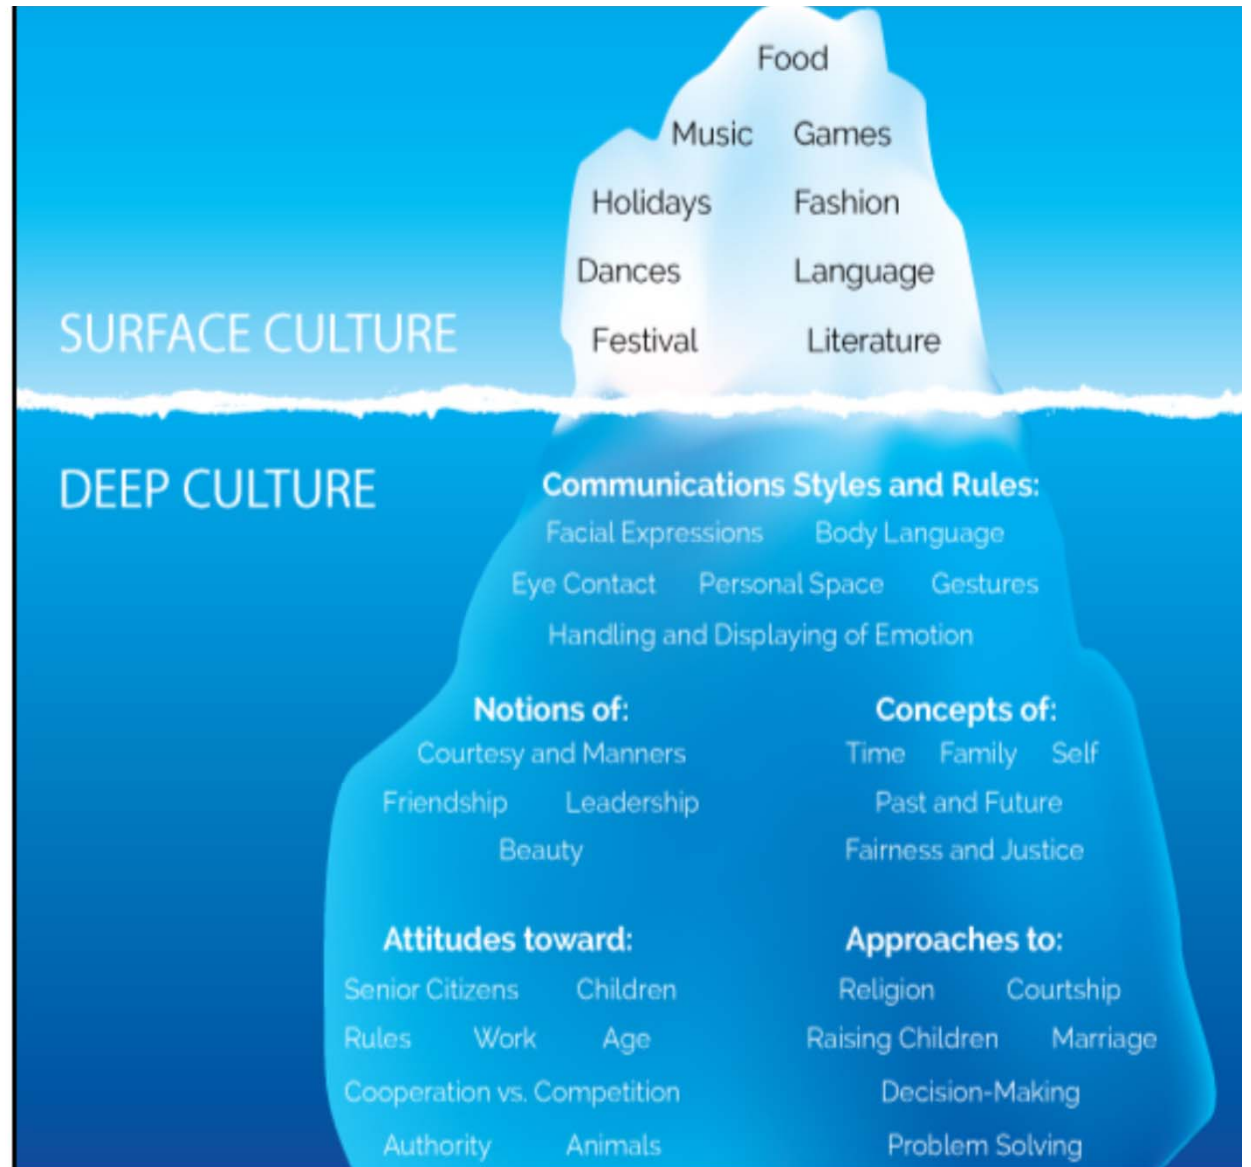 Food
Music Games
Holidays Fashion
Dances Language
SURFACE CULTURE
Festival Literature
DEEP CULTURE
Communications Styles and Rules:
Facial Expressions Body Language
Eye Contact Personal Space Gestures
Handling and Displaying of Emotion
Notions of:
Courtesy and Manners
Friendship Leadership
Beauty
Concepts of:
Time Family Self
Past and Future
Fairness and Justice
Attitudes toward:
Senior Citizens Children
Rules Work Age
Cooperation vs. Competition
Authority Animals
Approaches to:
Religion Courtship
Raising Children Marriage
Decision-Making
Problem Solving